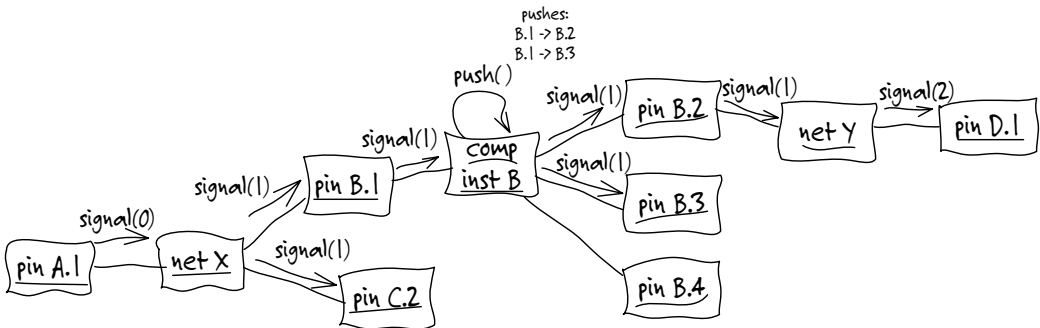 pushes:
B.1 -> B.2
B.1 -> B.3
push()
signal(1)
pin B.2
signal(1)
net Y
signal(2)
pin D.1
signal(1)
comp
inst B
signal(1)
pin B.3
signal(1)
pin B.1
signal(0)
pin A.1
net X
signal(1)
pin C.2
pin B.4